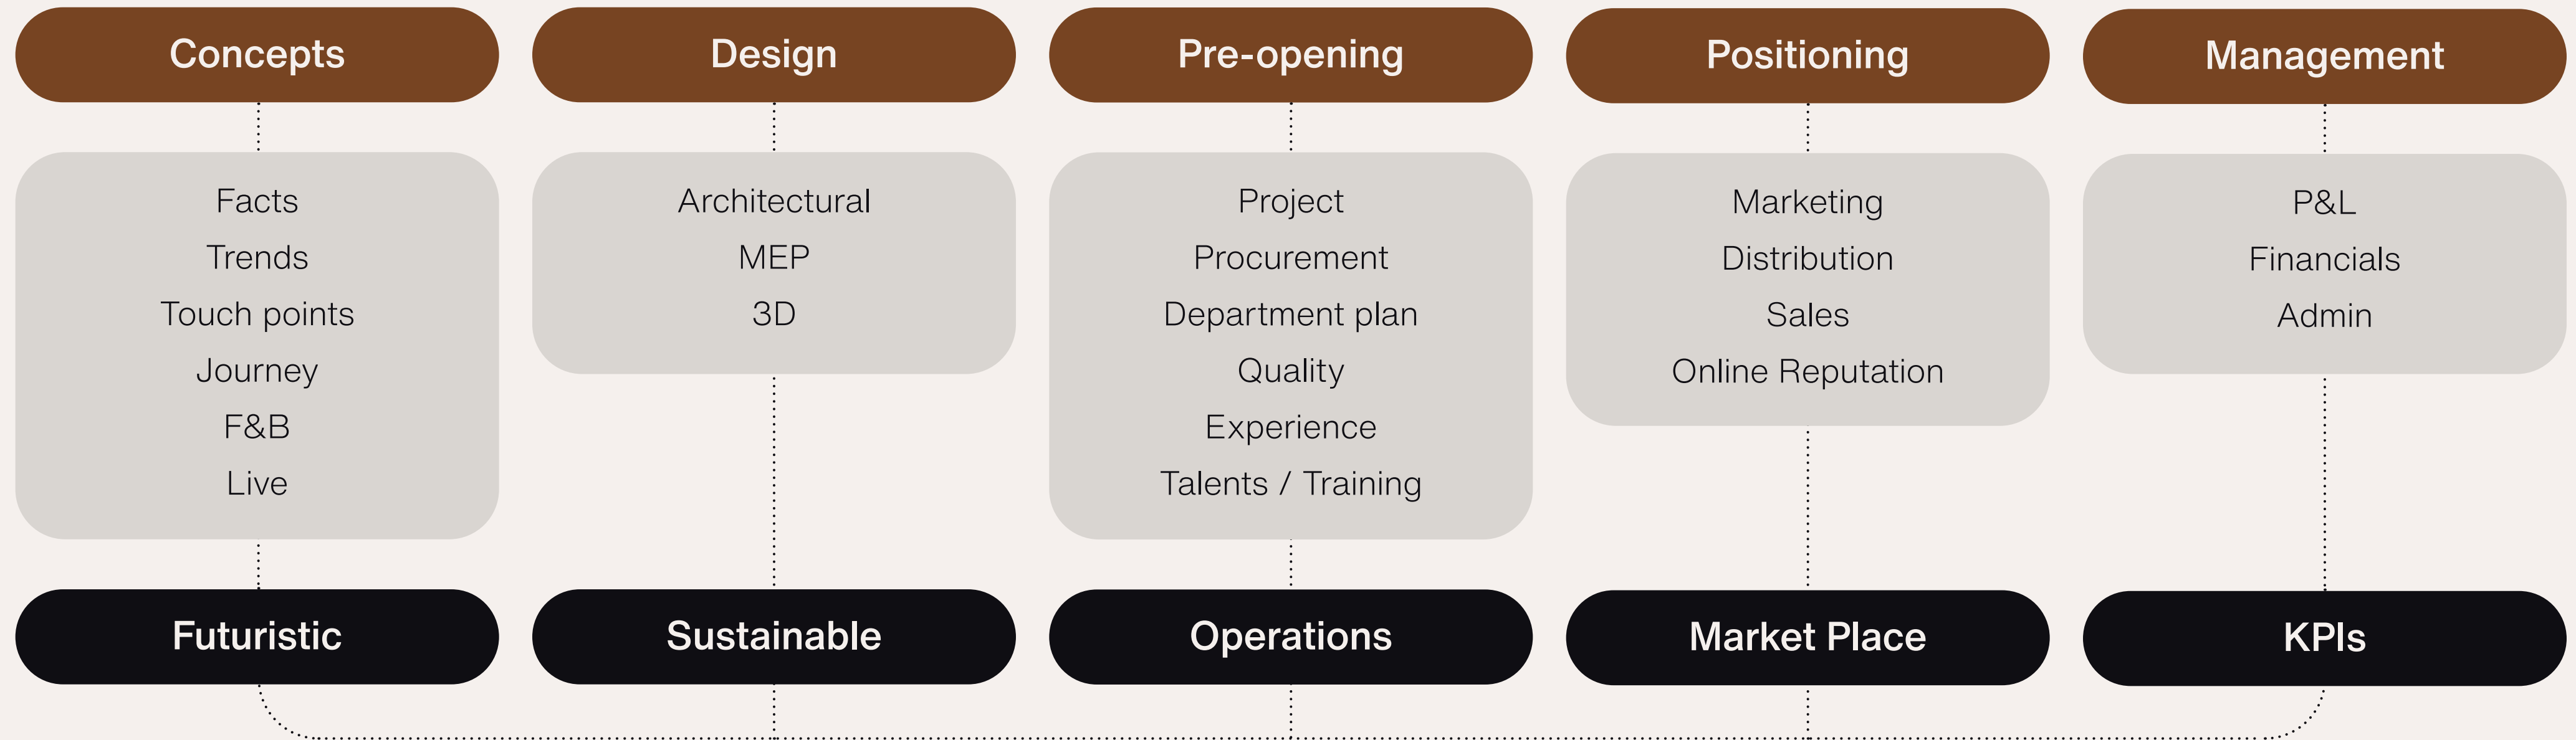 Concepts
Facts
Trends
Touch points
Journey
F&B
Live
Futuristic
Design
Architectural
MEP
3D
Sustainable
Pre-opening
Project
Procurement
Department plan
Quality
Experience
Talents / Training
Operations
Positioning
Marketing
Distribution
Sales
Online Reputation
Market Place
Management
P&L
Financials
Admin
KPIs